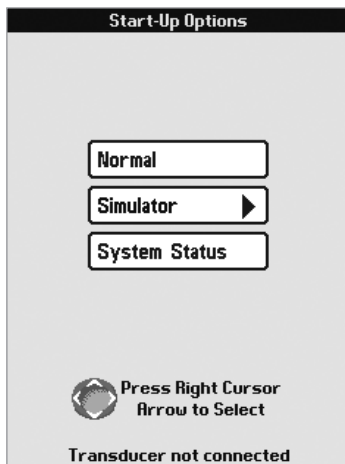 Start-Up Options
Normal
Simulator
System Status
Press Right Cursor
Arrow to Select
Transducer not connected